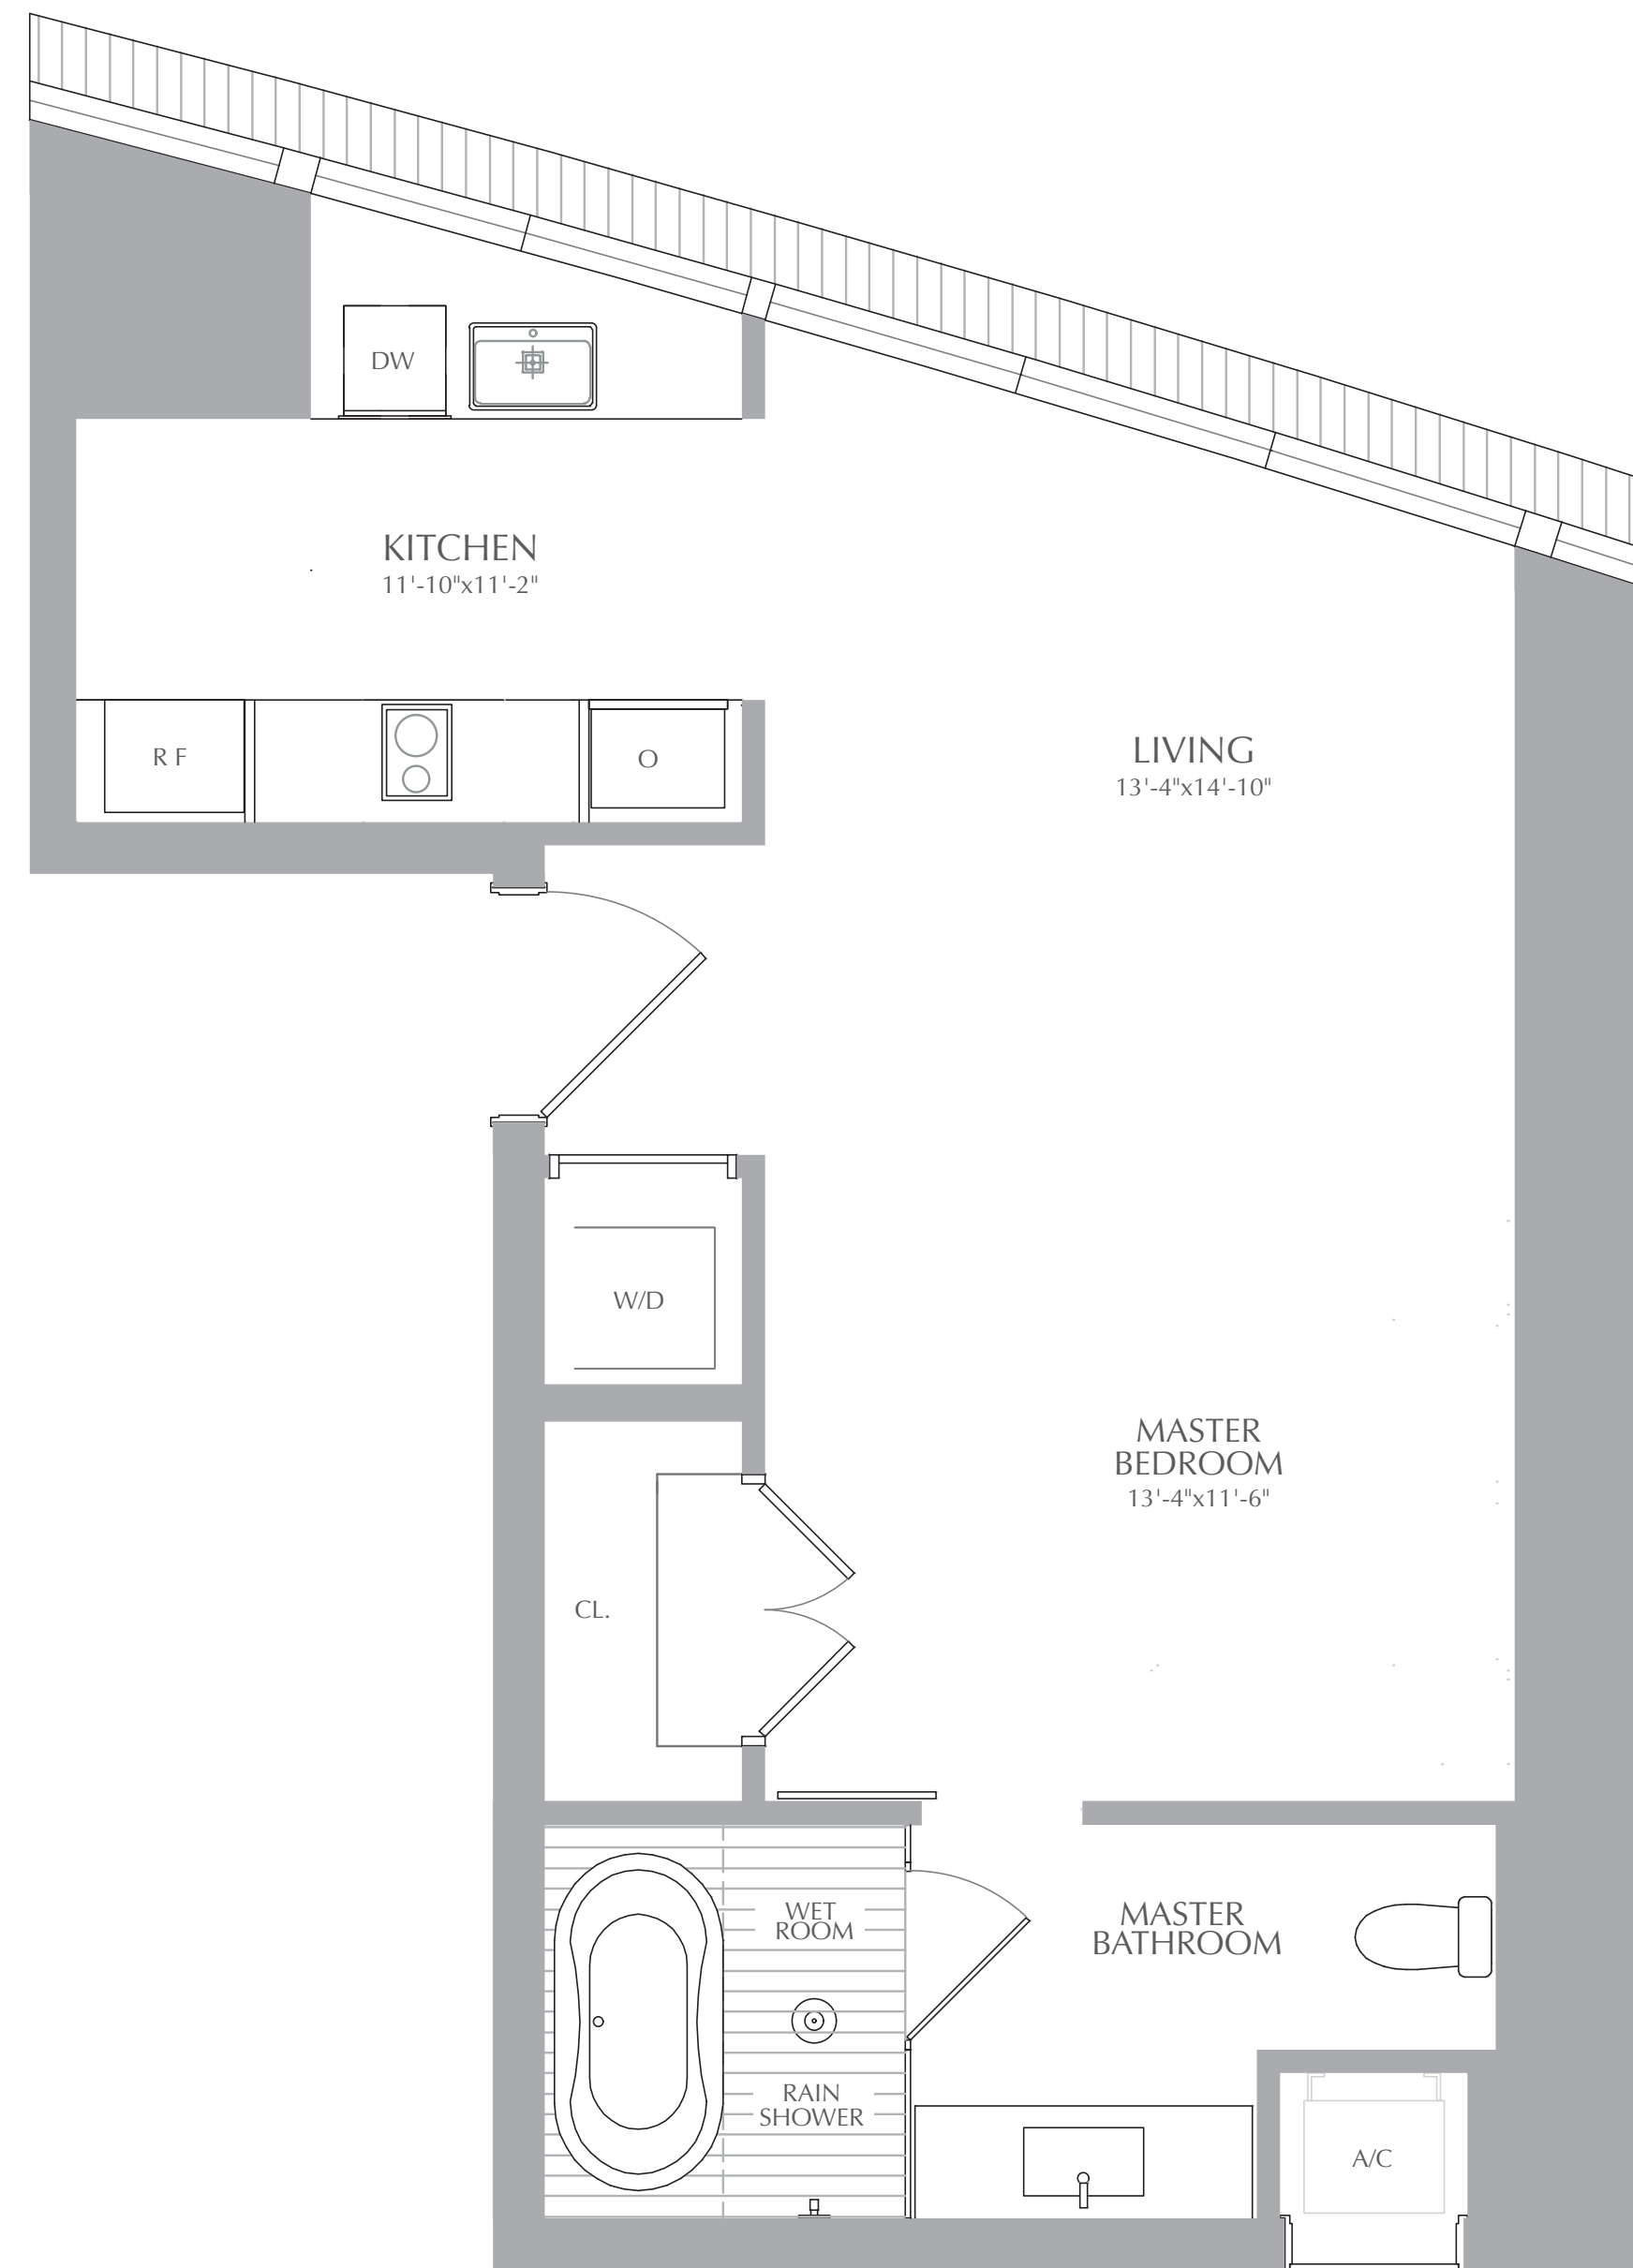 DW
KITCHEN
11'-10"x11'-2"
R F
O
LIVING
13'-4"x14'-10"
W/D
MASTER
BEDROOM
13'-4"x11'-6"
CL.
WET
ROOM
MASTER
BATHROOM
RAIN
SHOWER
A/C